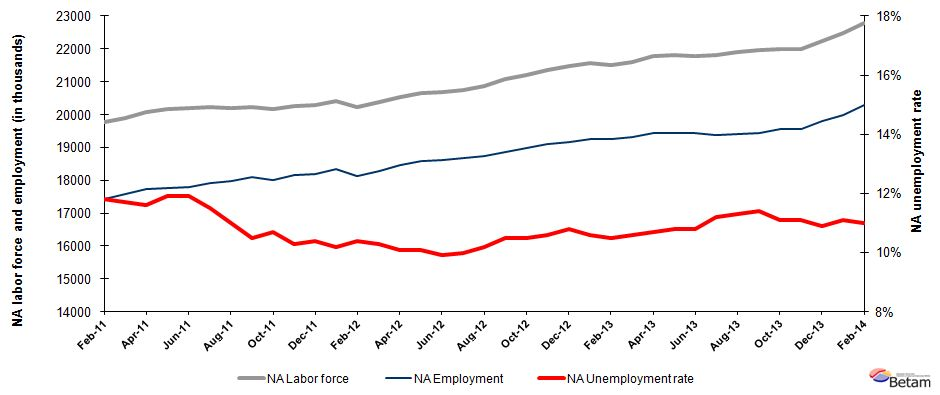 NA labor force and employment (in thousands)
23000
22000
21000
20000
19000
18000
17000
16000
15000
14000
18%
16%
14%
12%
10%
8%
NA unemployment rate
Feb-11
Apr-11
Jun-11
Aug-11
Oct-11
Dec-11
Feb-12
Apr-12
Jun-12
Aug-12
Oct-12
Dec-12
Feb-13
Apr-13
Jun-13
Aug-13
Oct-13
Dec-13
Feb-14
NA Labor force
NA Employment
NA Unemployment rate
Betam